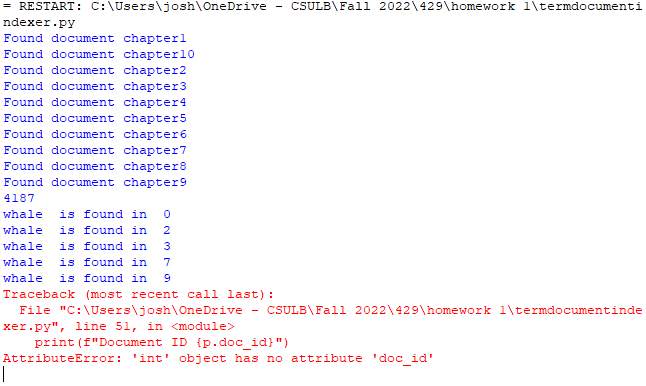 = RESTART: C:\Users\josh\OneDrive - CSULB\Fall 2022\429\homework 1\termdocumenti
ndexer.py
Found document chapter1
Found document chapter10
Found document chapter2
Found document chapter3
Found document chapter4
Found document chapter5
Found document chapter6
Found document chapter7
Found document chapter8
Found document chapter9
4187
whale  is found in  0
whale  is found in  2
whale  is found in  3
whale  is found in  7
whale  is found in  9
Traceback (most recent call last):
  File "C:\Users\josh\OneDrive - CSULB\Fall 2022\429\homework 1\termdocumentinde
xer.py", line 51, in <module>
    print(f"Document ID {p.doc_id}")
AttributeError: 'int' object has no attribute 'doc_id'